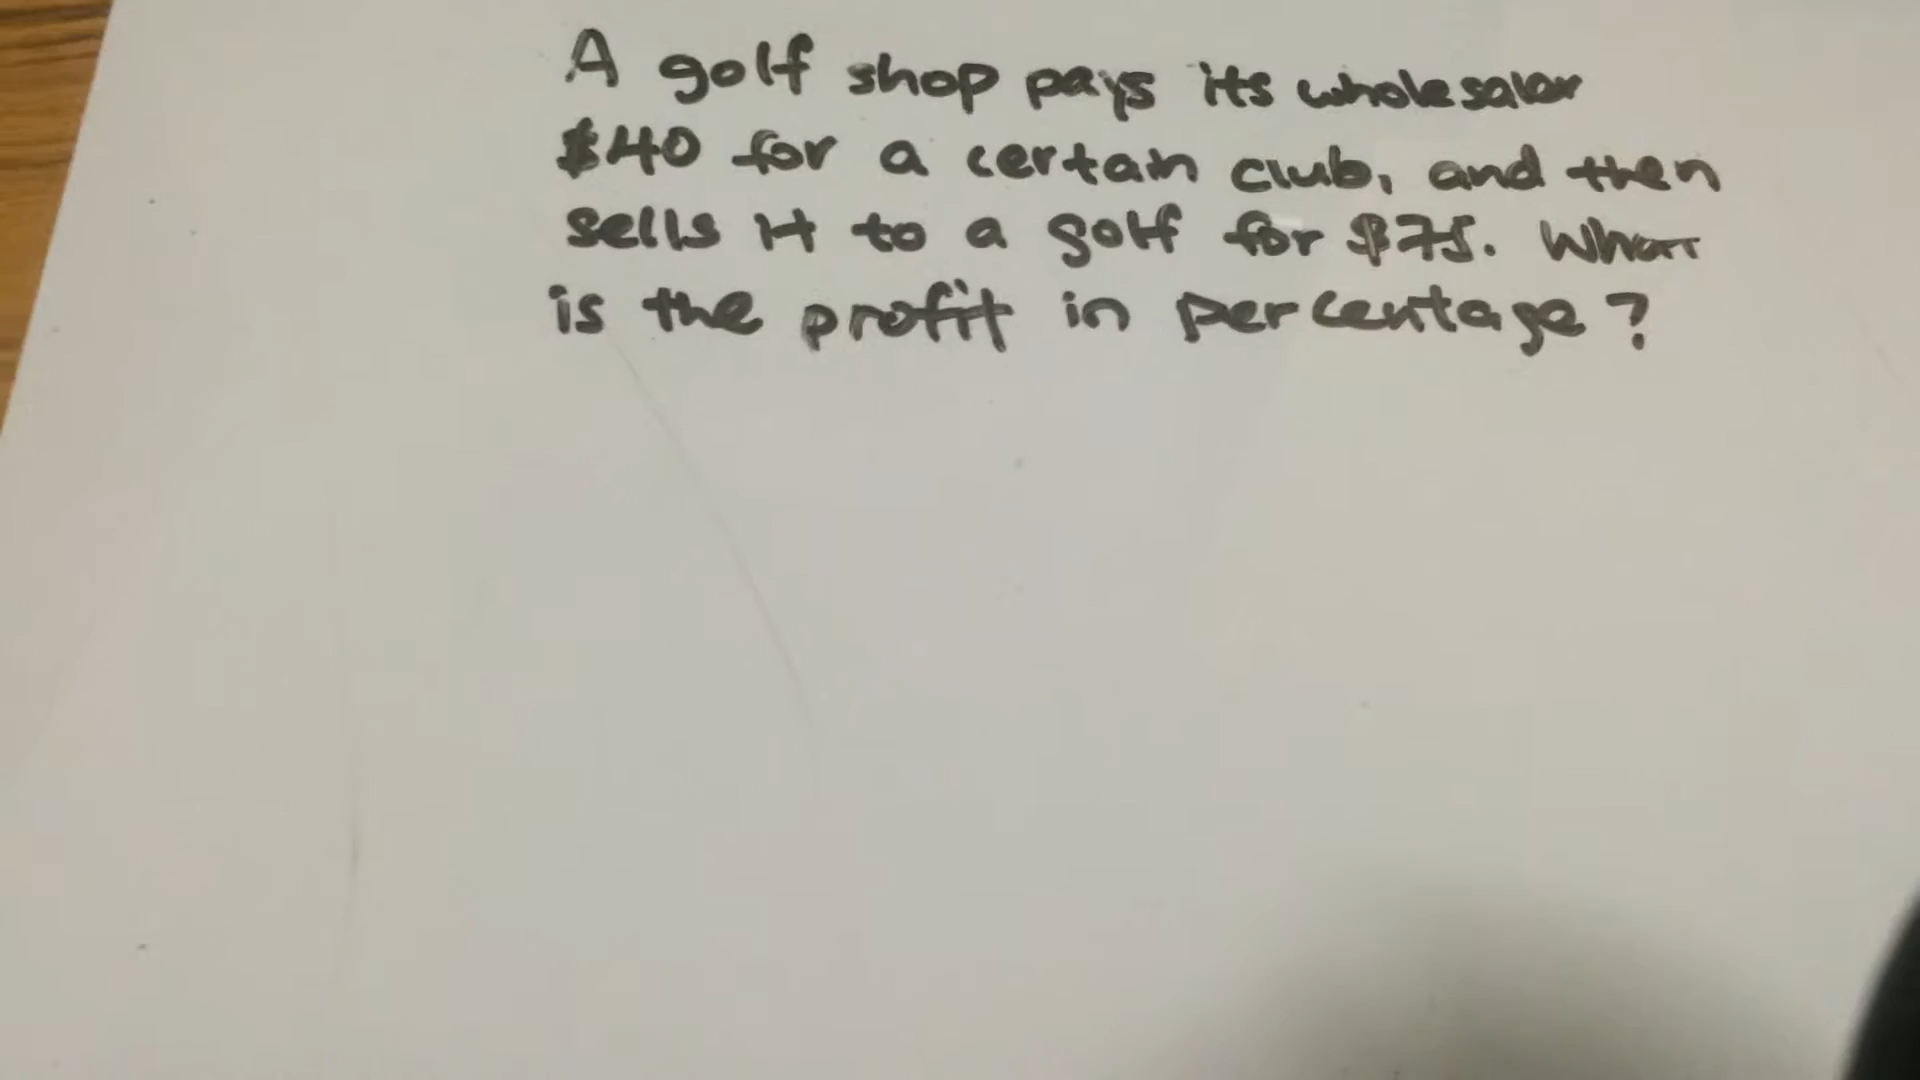 A golf shop pays its wholesaler
$40 for a certain club, and then
sells it to a golf for $75. What
is the profit in percentage?